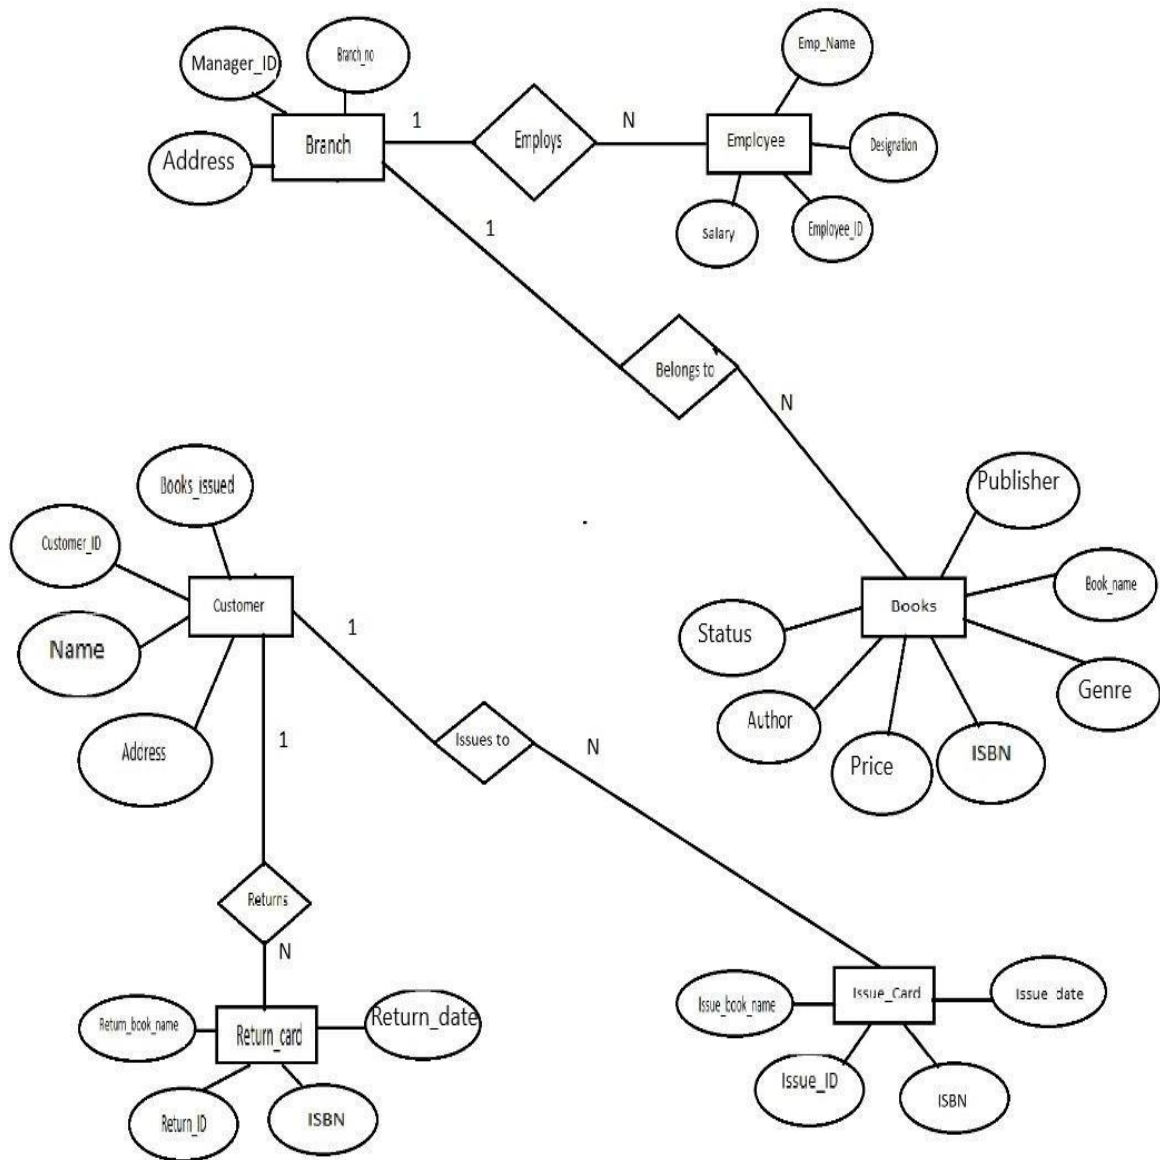 Emp_Name
Manager_ID
Branch_no
1
N
Branch
Employs
Employee
Designation
Address
Salary
Employee_ID
1
Belongs to
N
Books_issued
Publisher
Customer_ID
Book_name
Customer
Books
1
Status
Name
Genre
Author
Address
1
Issues to
N
Price
ISBN
Returns
N
Issue_book_name
Issue_Card
Issue_date
Return_book_name
Return_card
Return_date
Issue_ID
ISBN
Return_ID
ISBN